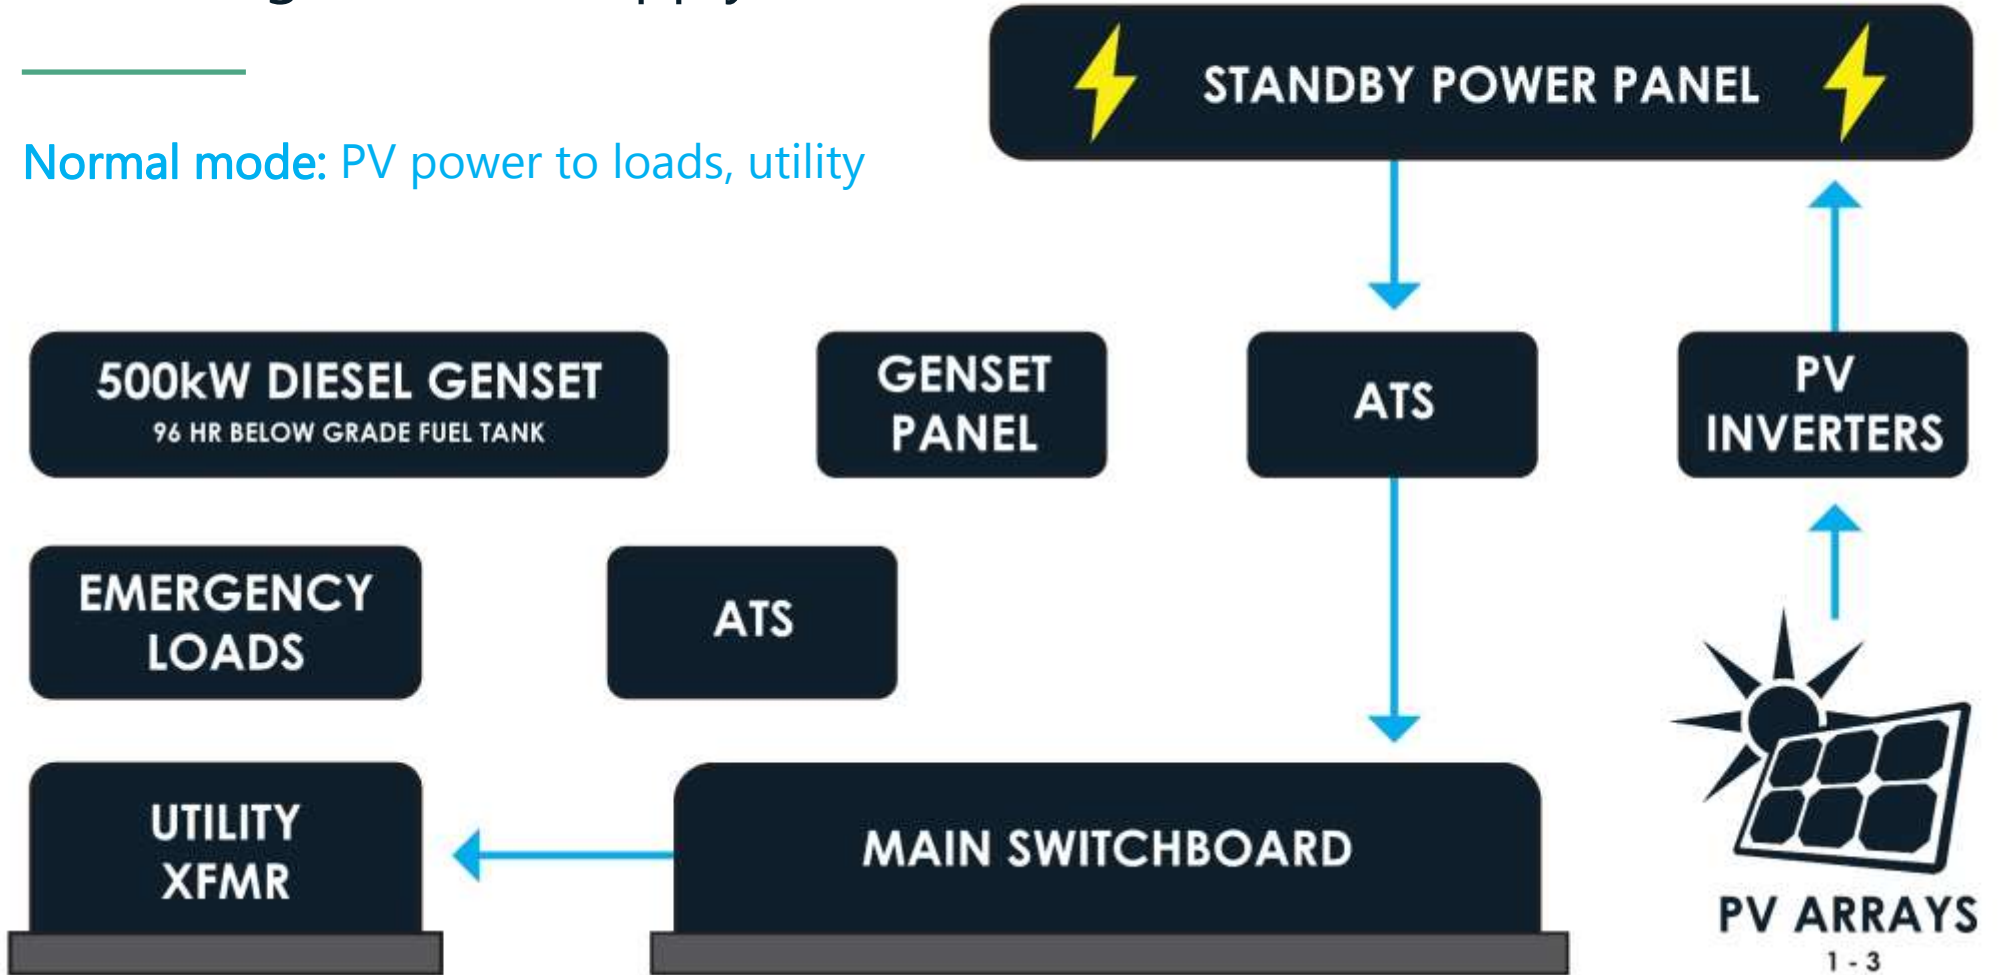 Normal mode: PV power to loads, utility
STANDBY POWER PANEL
500kW DIESEL GENSET
96 HR BELOW GRADE FUEL TANK
GENSET
PANEL
ATS
PV
INVERTERS
EMERGENCY
LOADS
ATS
UTILITY
XFMR
MAIN SWITCHBOARD
PV ARRAYS
1 - 3